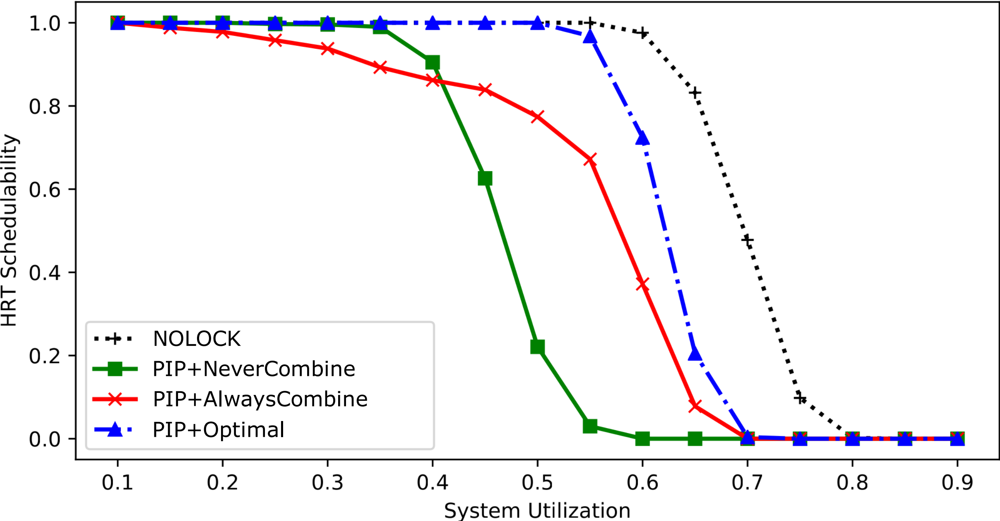 HRT Schedulability
1.0
0.8
0.6
0.4
0.2
0.0
NOLOCK
PIP+NeverCombine
PIP+AlwaysCombine
PIP+Optimal
0.1 0.2 0.3 0.4 0.5 0.6 0.7 0.8 0.9
System Utilization